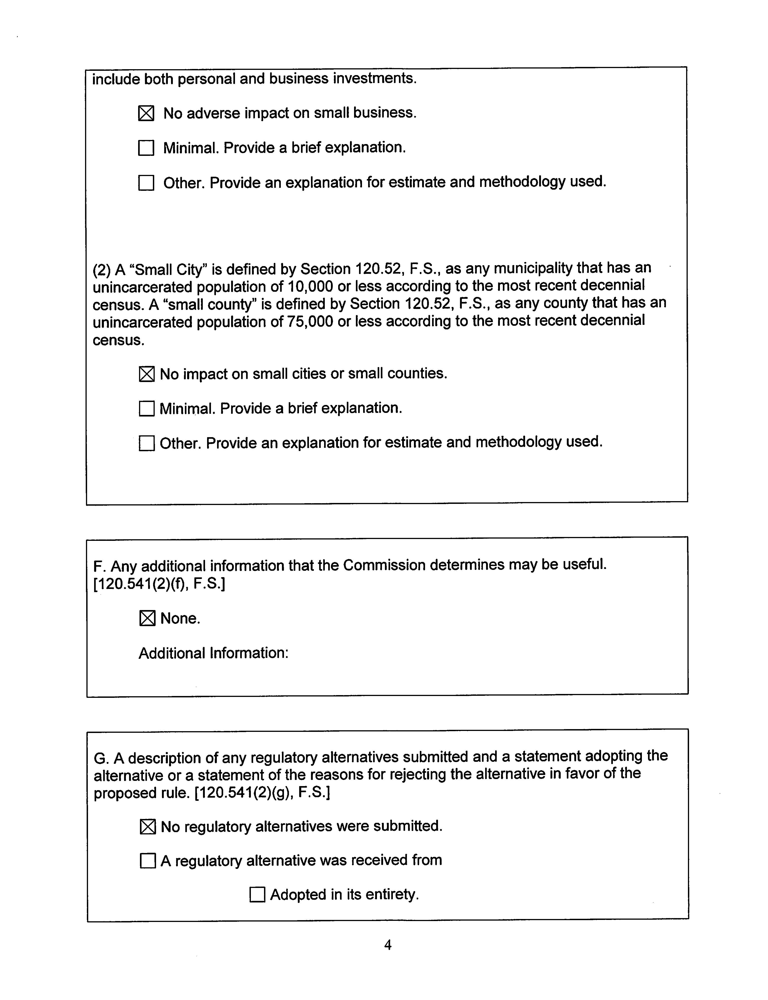 include both personal and business investments.
☒ No adverse impact on small business.
☐ Minimal. Provide a brief explanation.
☐ Other. Provide an explanation for estimate and methodology used.
(2) A “Small City” is defined by Section 120.52, F.S., as any municipality that has an
unincarcerated population of 10,000 or less according to the most recent decennial
census. A “small county” is defined by Section 120.52, F.S., as any county that has an
unincarcerated population of 75,000 or less according to the most recent decennial
census.
☒ No impact on small cities or small counties.
☐ Minimal. Provide a brief explanation.
☐ Other. Provide an explanation for estimate and methodology used.
F. Any additional information that the Commission determines may be useful.
[120.541(2)(f), F.S.]
☒ None.
Additional Information:
G. A description of any regulatory alternatives submitted and a statement adopting the
alternative or a statement of the reasons for rejecting the alternative in favor of the
proposed rule. [120.541(2)(g), F.S.]
☒ No regulatory alternatives were submitted.
☐ A regulatory alternative was received from
☐ Adopted in its entirety.
4